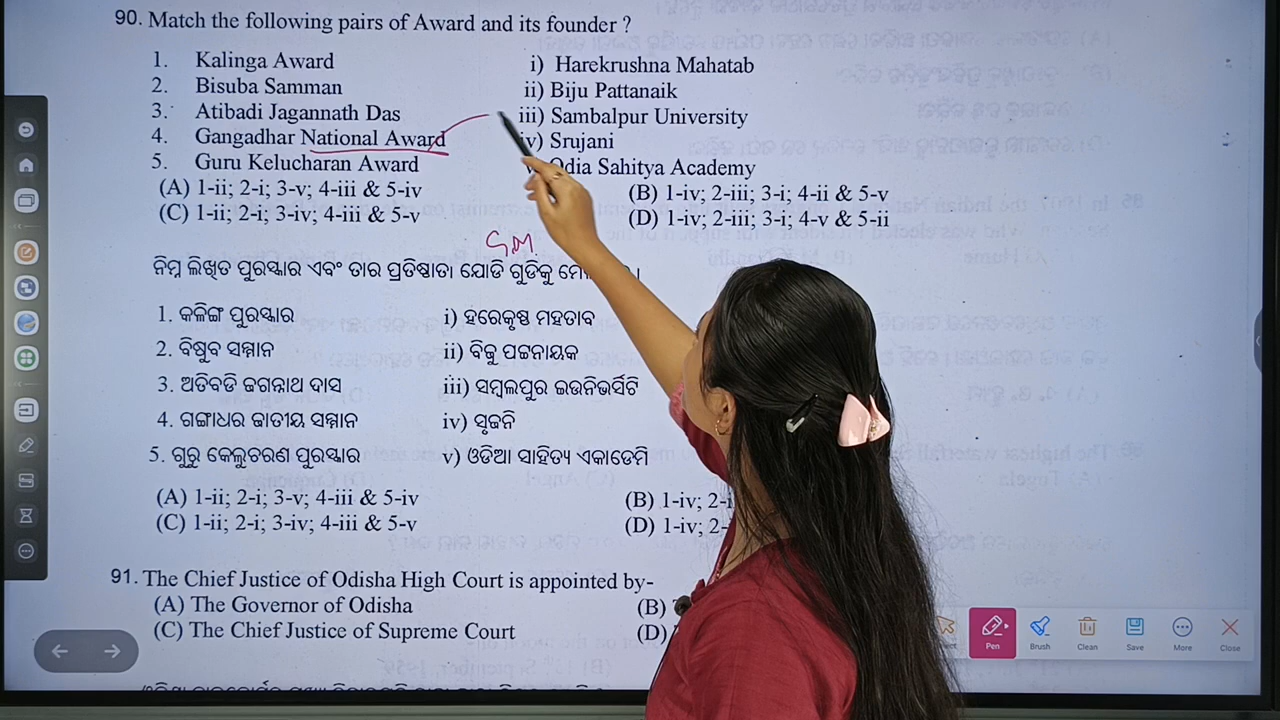 90. Match the following pairs of Award and its founder ?
1. Kalinga Award i) Harekrushna Mahatab
2. Bisuba Samman ii) Biju Pattanaik
3. Atibadi Jagannath Das iii) Sambalpur University
4. Gangadhar National Award iv) Srujani
5. Guru Kelucharan Award Odia Sahitya Academy
(A) 1-ii; 2-i; 3-v; 4-iii & 5-iv (B) 1-iv; 2-iii; 3-i; 4-ii & 5-v
(C) 1-ii; 2-i; 3-iv; 4-iii & 5-v (D) 1-iv; 2-iii; 3-i; 4-v & 5-ii
ନିମ୍ନ ଲିଖିତ ପୁରସ୍କାର ଏବଂ ତାର ପ୍ରତିଷ୍ଠାତା ଯୋଡି ଗୁଡିକୁ
1. କଳିଙ୍ଗ ପୁରସ୍କାର i) ହରେକୃଷ୍ଣ ମହତାବ
2. ବିଷୁବ ସମ୍ମାନ ii) ବିଜୁ ପଟ୍ଟନାୟକ
3. ଅତିବଡି ଜଗନ୍ନାଥ ଦାସ iii) ସମ୍ବଲପୁର ଇଉନିଭର୍ସିଟି
4. ଗଙ୍ଗାଧର ଜାତୀୟ ସମ୍ମାନ iv) ସୃଜନି
5. ଗୁରୁ କେଲୁଚରଣ ପୁରସ୍କାର v) ଓଡିଆ ସାହିତ୍ୟ ଏକାଡେମି
(A) 1-ii; 2-i; 3-v; 4-iii & 5-iv (B) 1-iv;
(C) 1-ii; 2-i; 3-iv; 4-iii & 5-v (D) 1-iv;
91. The Chief Justice of Odisha High Court is appointed by-
(A) The Governor of Odisha (B)
(C) The Chief Justice of Supreme Court (D)
Pen Brush Clean Save More Close